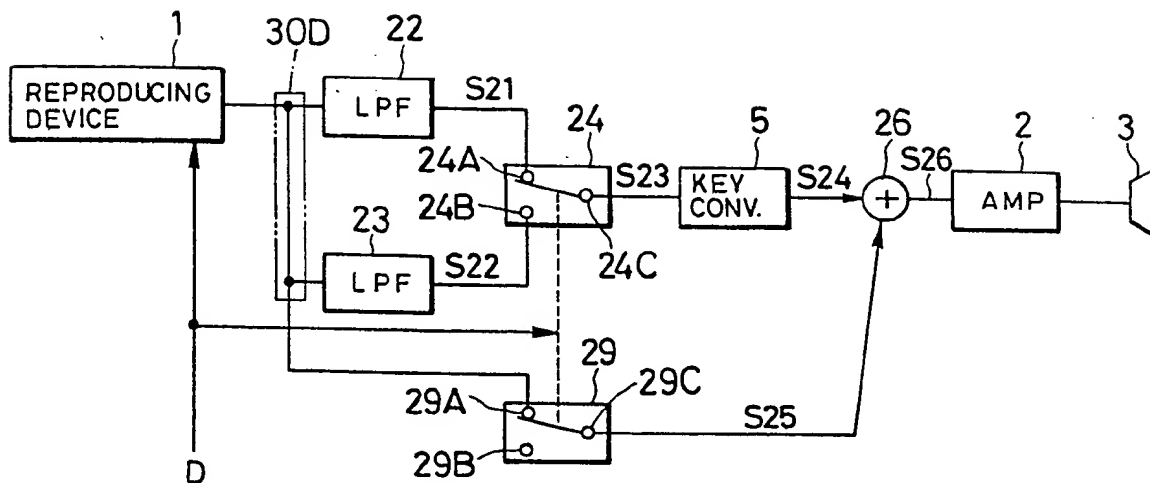 1
30D
22
REPRODUCING
DEVICE
LPF
S21
24
5
26
2
3
24A
S23
KEY
CONV.
S24
+
S26
AMP
24B
23
LPF
S22
24C
29
29A
29C
S25
29B
D